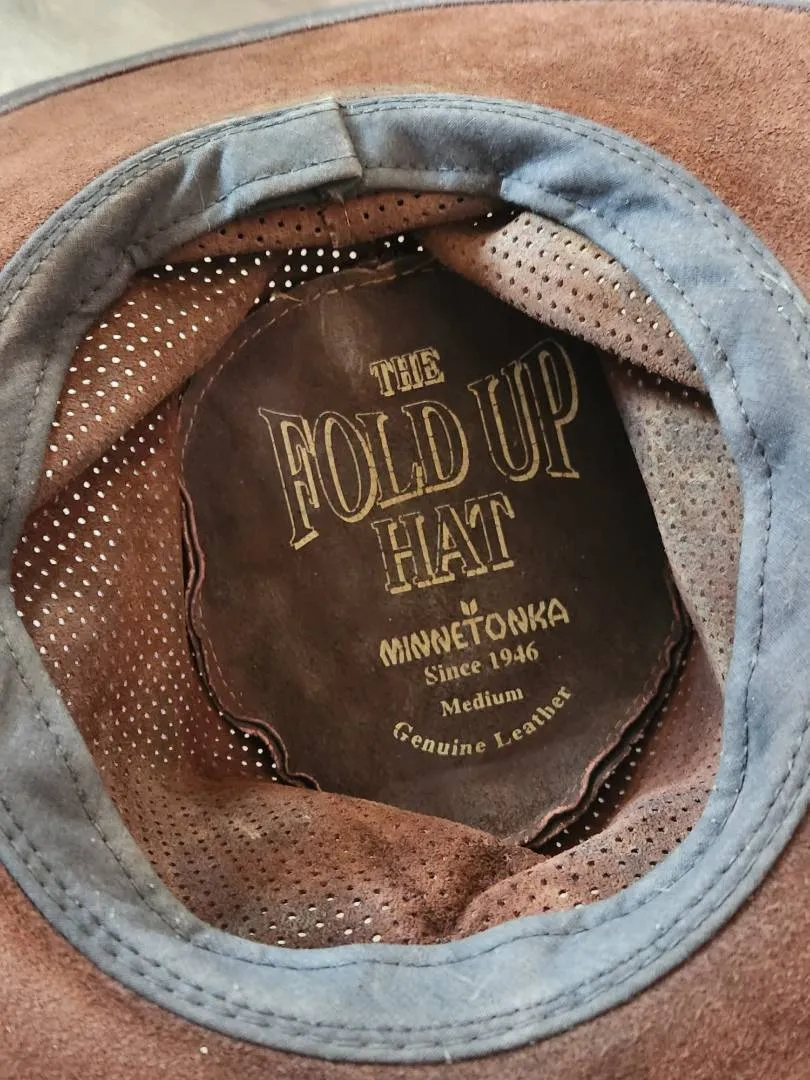 THE
FOLD UP
HAT
MINNETONKA
Since 1946
Medium
Genuine Leather